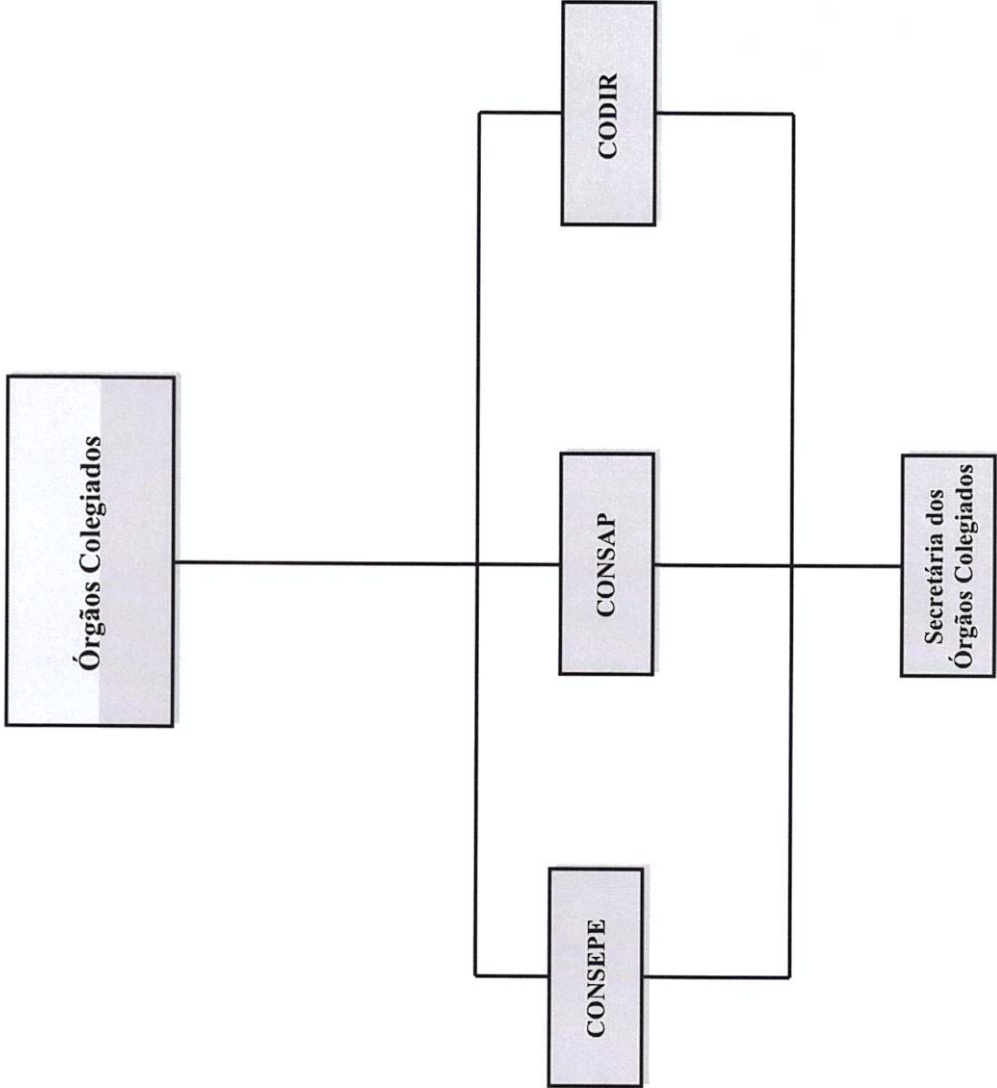 Órgãos Colegiados
CONSEPE
CONSAP
CODIR
Secretária dos
Órgãos Colegiados